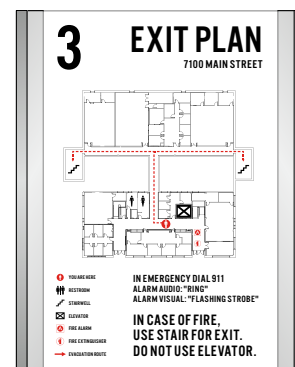 3
EXIT PLAN
7100 MAIN STREET
YOU ARE HERE
RESTROOM
STAIRWELL
ELEVATOR
FIRE ALARM
FIRE EXTINGUISHER
EVACUATION ROUTE
IN EMERGENCY DIAL 911
ALARM AUDIO: "RING"
ALARM VISUAL: "FLASHING STROBE"
IN CASE OF FIRE,
USE STAIR FOR EXIT.
DO NOT USE ELEVATOR.